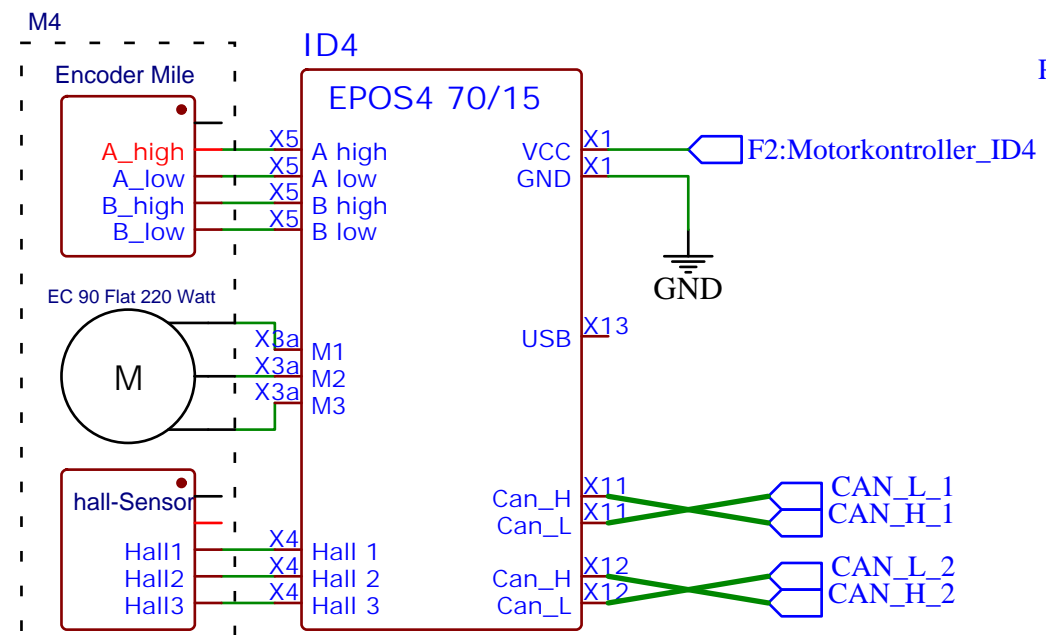 M4
ID4
Encoder Mile
EPOS4 70/15
A_high
A_low
B_high
B_low
X5
X5
X5
X5
A high
A low
B high
B low
VCC
GND
X1
X1
F2:Motorkontroller_ID4
GND
EC 90 Flat 220 Watt
M
X3a
X3a
X3a
M1
M2
M3
USB
X13
hall-Sensor
Hall1
Hall2
Hall3
X4
X4
X4
Hall 1
Hall 2
Hall 3
Can_H
Can_L
X11
X11
CAN_L_1
CAN_H_1
Can_H
Can_L
X12
X12
CAN_L_2
CAN_H_2